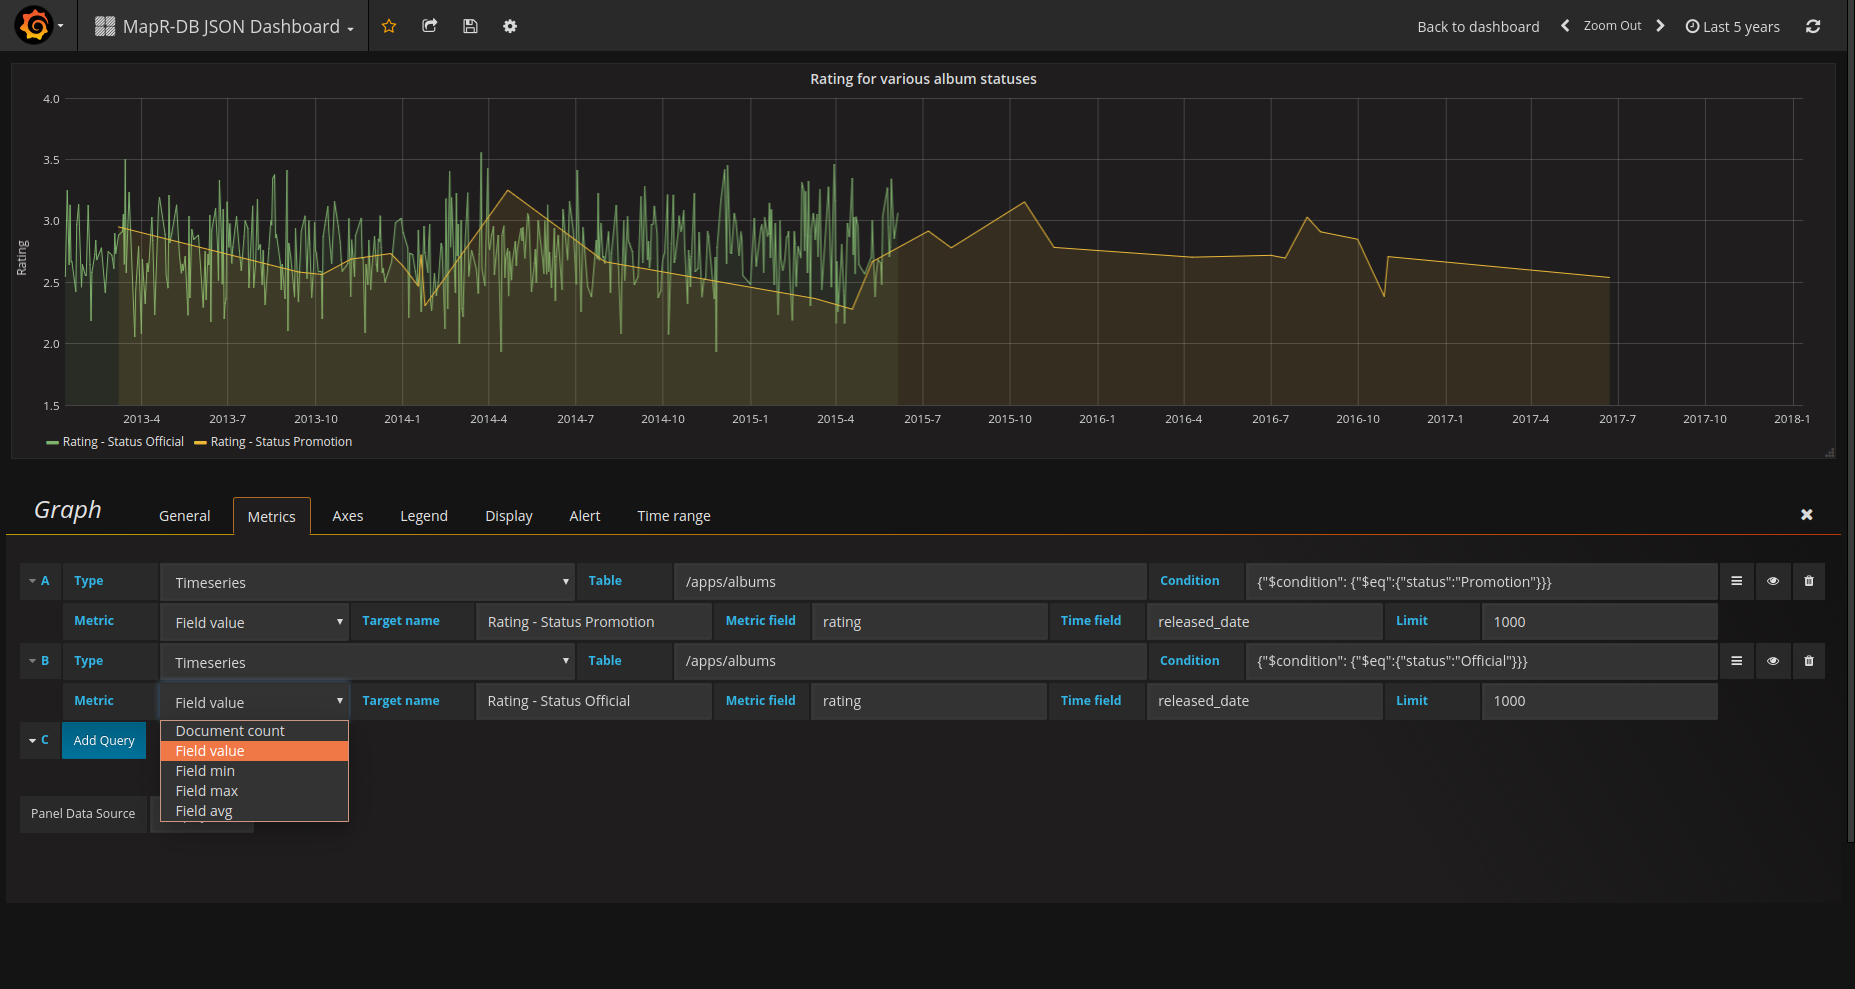 MapR-DB JSON Dashboard
Back to dashboard Zoom Out Last 5 years
Rating for various album statuses
4.0
3.5
3.0
2.5
2.0
1.5
Rating
2013-4 2013-7 2013-10 2014-1 2014-4 2014-7 2014-10 2015-1 2015-4 2015-7 2015-10 2016-1 2016-4 2016-7 2016-10 2017-1 2017-4 2017-7 2017-10 2018-1
Rating - Status Official Rating - Status Promotion
Graph General Metrics Axes Legend Display Alert Time range
A Type Timeseries Table /apps/albums Condition {"$condition": {"$eq":{"status":"Promotion"}}}
Metric Field value Target name Rating - Status Promotion Metric field rating Time field released_date Limit 1000
B Type Timeseries Table /apps/albums Condition {"$condition": {"$eq":{"status":"Official"}}}
Metric Field value Target name Rating - Status Official Metric field rating Time field released_date Limit 1000
Document count
C Add Query
Field value
Field min
Field max
Field avg
Panel Data Source